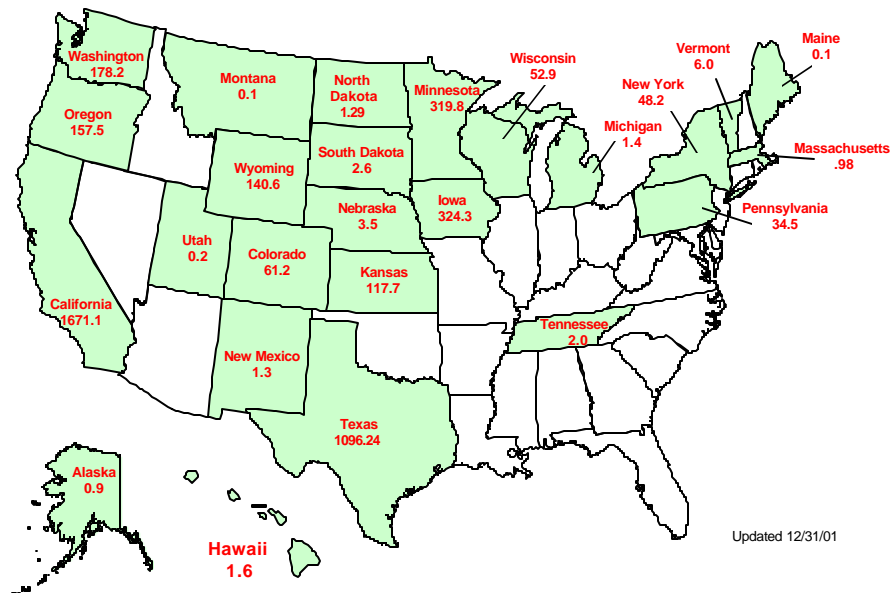 Washington
178.2
Oregon
157.5
California
1671.1
Montana
0.1
Wyoming
140.6
Utah
0.2
Colorado
61.2
New Mexico
1.3
North
Dakota
1.29
South Dakota
2.6
Nebraska
3.5
Kansas
117.7
Texas
1096.24
Minnesota
319.8
Iowa
324.3
Wisconsin
52.9
Michigan
1.4
Tennessee
2.0
Vermont
6.0
New York
48.2
Maine
0.1
Massachusetts
.98
Pennsylvania
34.5
Alaska
0.9
Hawaii
1.6
Updated 12/31/01